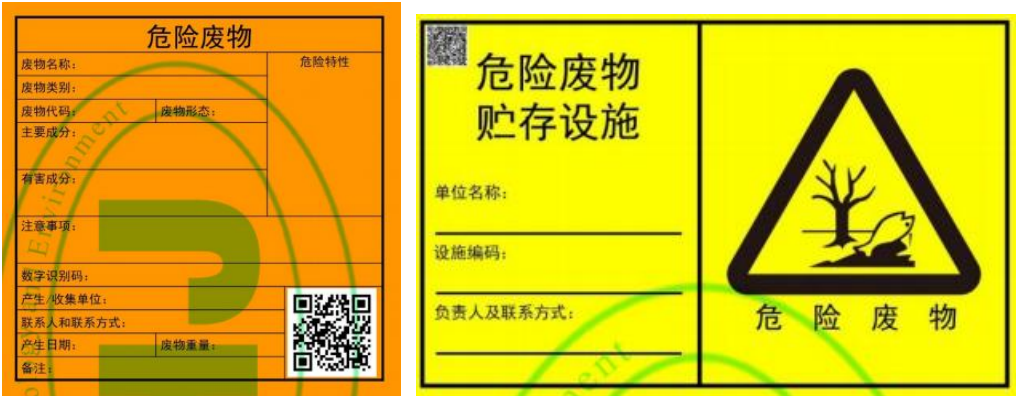 危险废物
废物名称：
危险特性
废物类别：
废物代码：
废物形态：
主要成分：
有害成分：
注意事项：
数字识别码：
产生/收集单位：
联系人和联系方式：
产生日期：
废物重量：
备注：
危险废物
贮存设施
单位名称：
设施编码：
负责人及联系方式：
危险废物